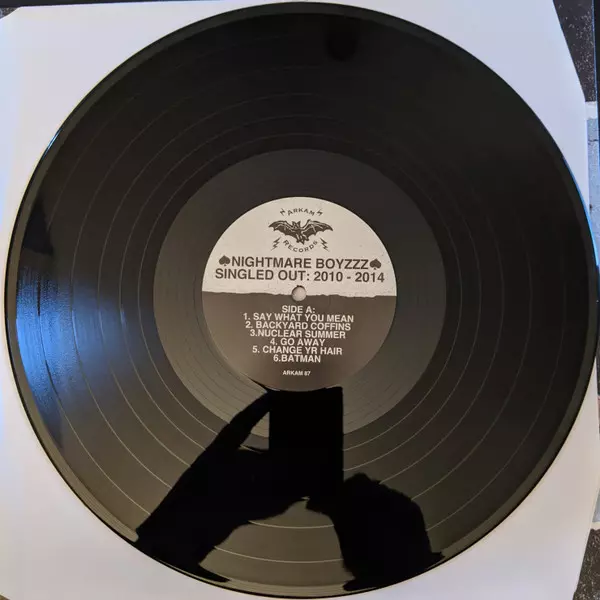 ARKAM
RECORDS
♠NIGHTMARE BOYZZZ♠
SINGLED OUT: 2010 - 2014
SIDE A:
1. SAY WHAT YOU MEAN
2. BACKYARD COFFINS
3.NUCLEAR SUMMER
4. GO AWAY
5. CHANGE YR HAIR
6.BATMAN
ARKAM 87